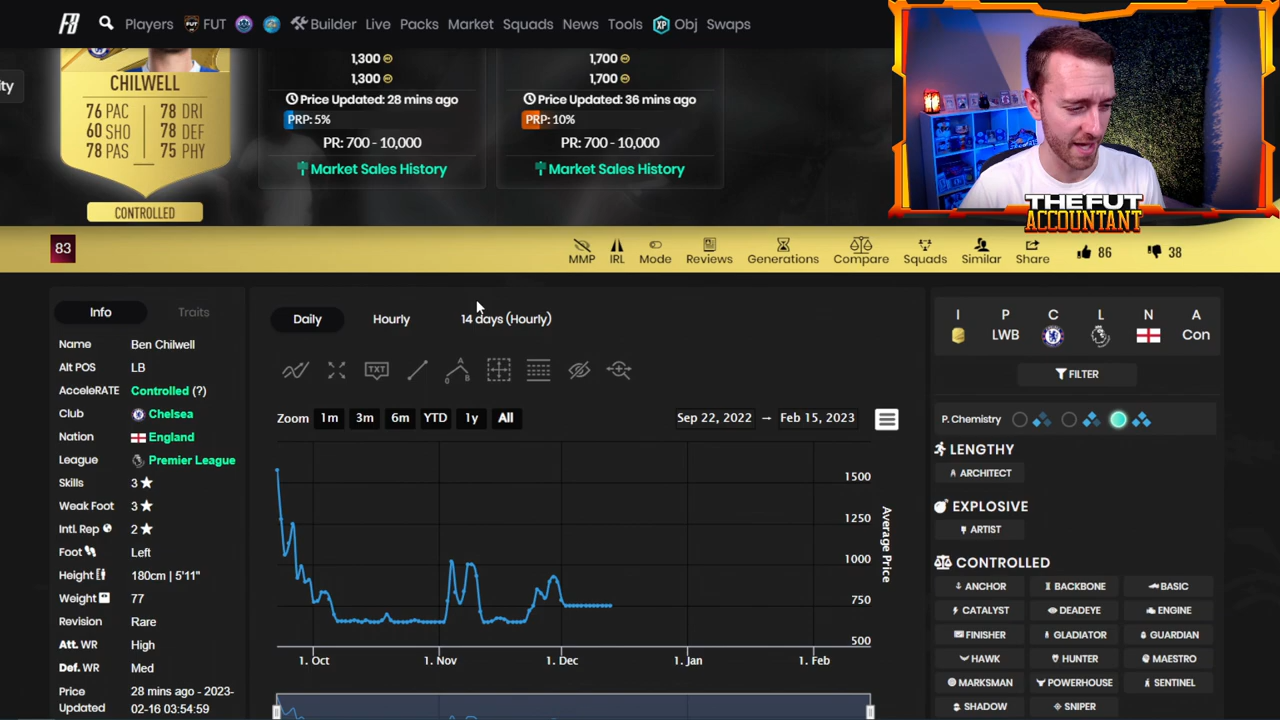 F8 Players FUT Builder Live Packs Market Squads News Tools XP Obj Swaps
ity
CHILWELL
76 PAC 78 DRI
60 SHO 78 DEF
78 PAS 75 PHY
CONTROLLED
1,300
1,300
Price Updated: 28 mins ago
PRP: 5%
PR: 700 - 10,000
Market Sales History
1,700
1,700
Price Updated: 36 mins ago
PRP: 10%
PR: 700 - 10,000
Market Sales History
THE FUT
ACCOUNTANT
83
MMP IRL Mode Reviews Generations Compare Squads Similar Share 86 38
Info Traits
Name Ben Chilwell
Alt POS LB
AcceleRATE Controlled (?)
Club Chelsea
Nation England
League Premier League
Skills 3
Weak Foot 3
Intl. Rep 2
Foot Left
Height 180cm | 5'11"
Weight 77
Revision Rare
Att. WR High
Def. WR Med
Price Updated 28 mins ago - 2023-
02-16 03:54:59
Daily Hourly 14 days (Hourly)
TXT
A
B
Zoom 1m 3m 6m YTD 1y All Sep 22, 2022 → Feb 15, 2023
1500
1250
1000
750
500
Average Price
1. Oct 1. Nov 1. Dec 1. Jan 1. Feb
I P C L N A
LWB Con
FILTER
P. Chemistry
LENGTHY
ARCHITECT
EXPLOSIVE
ARTIST
CONTROLLED
ANCHOR BACKBONE BASIC
CATALYST DEADEYE ENGINE
FINISHER GLADIATOR GUARDIAN
HAWK HUNTER MAESTRO
MARKSMAN POWERHOUSE SENTINEL
SHADOW SNIPER